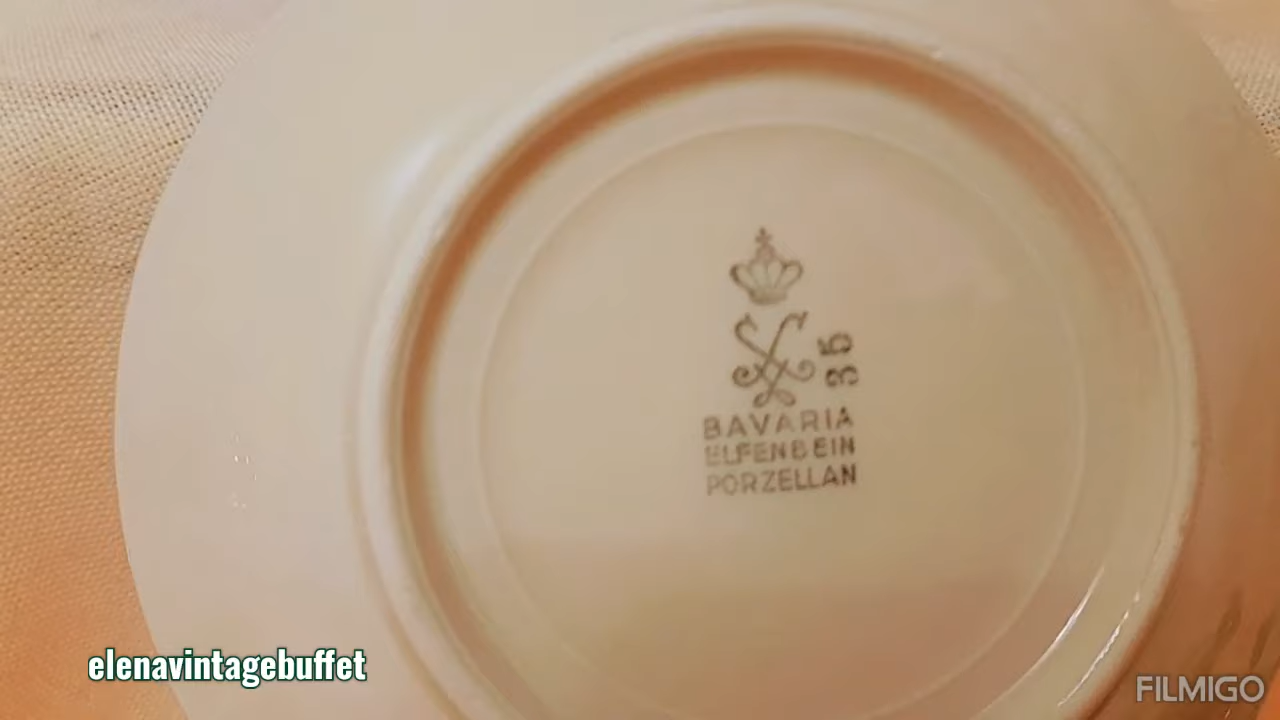 35
BAVARIA
ELFENBEIN
PORZELLAN
elenavintagebuffet
FILMIGO